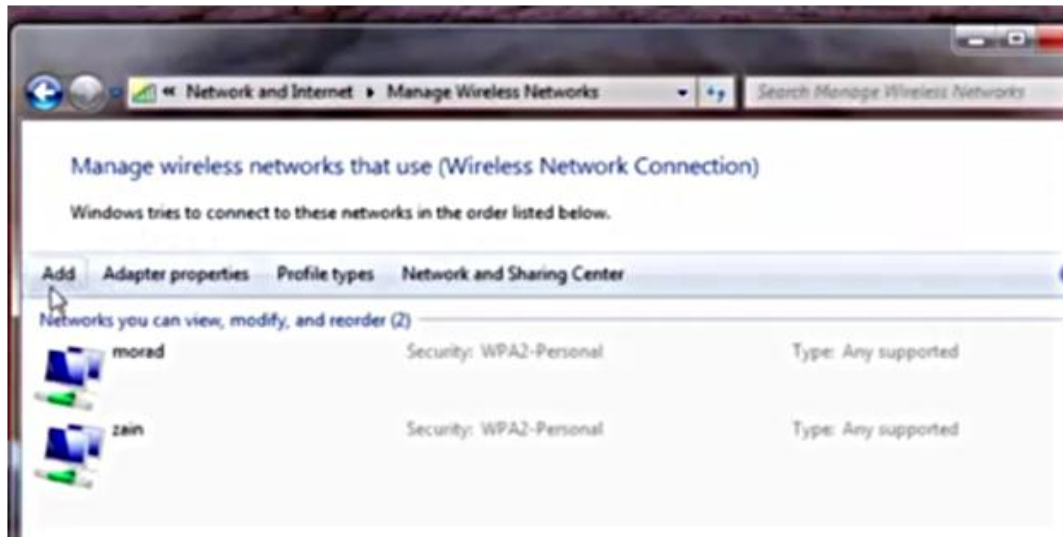 « Network and Internet ▸ Manage Wireless Networks Search Manage Wireless Networks
Manage wireless networks that use (Wireless Network Connection)
Windows tries to connect to these networks in the order listed below.
Add Adapter properties Profile types Network and Sharing Center
Networks you can view, modify, and reorder (2)
morad Security: WPA2-Personal Type: Any supported
zain Security: WPA2-Personal Type: Any supported